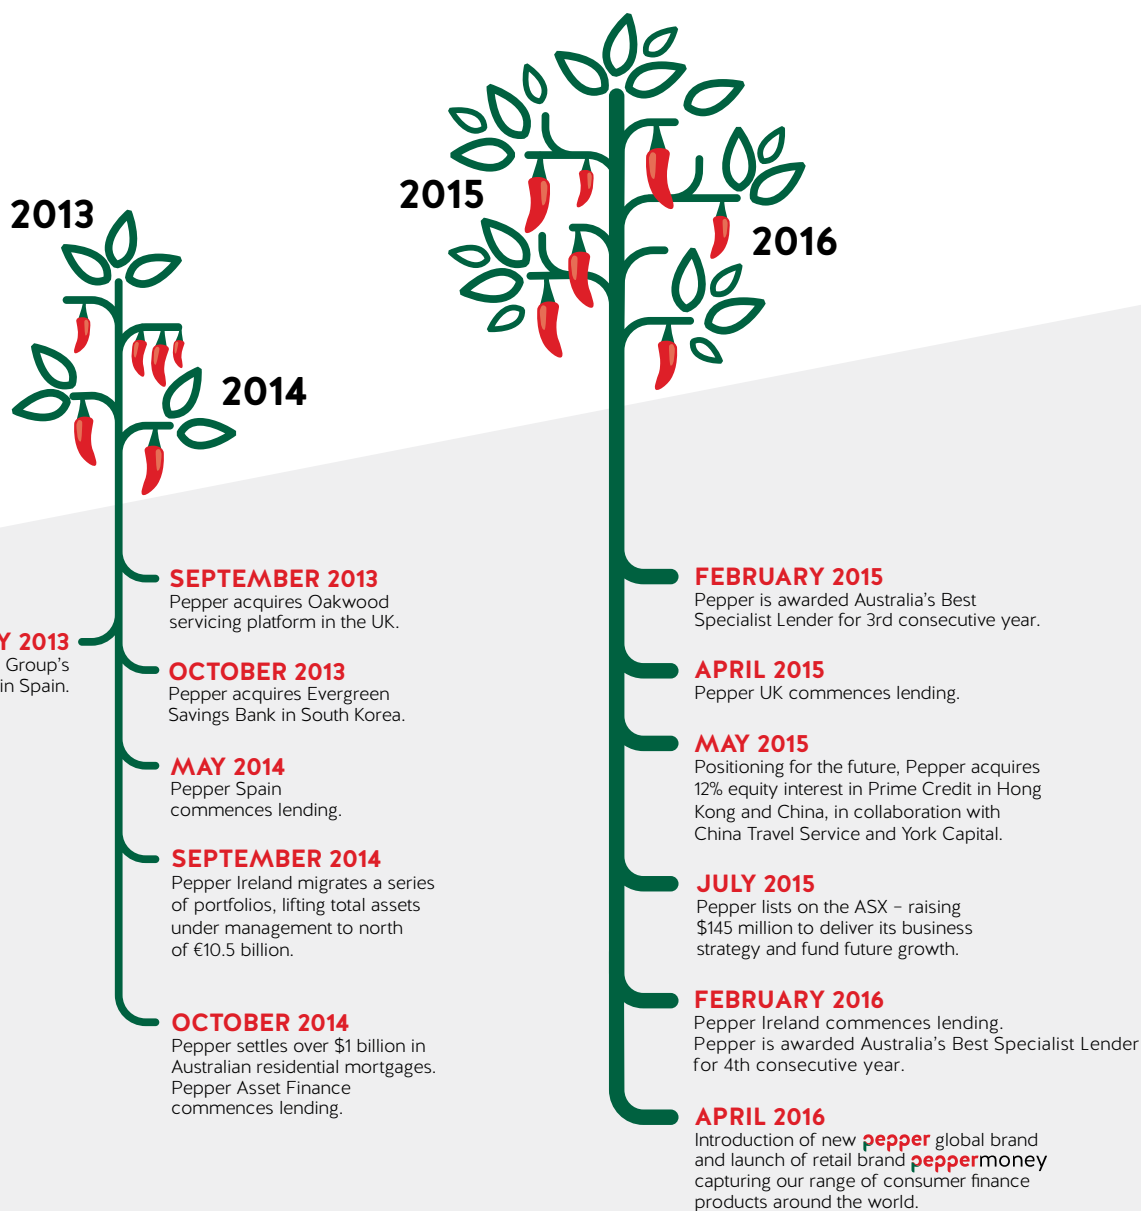 2013
2014
2015
2016
SEPTEMBER 2013
Pepper acquires Oakwood
servicing platform in the UK.
2013
Group's
in Spain.
OCTOBER 2013
Pepper acquires Evergreen
Savings Bank in South Korea.
MAY 2014
Pepper Spain
commences lending.
SEPTEMBER 2014
Pepper Ireland migrates a series
of portfolios, lifting total assets
under management to north
of €10.5 billion.
OCTOBER 2014
Pepper settles over $1 billion in
Australian residential mortgages.
Pepper Asset Finance
commences lending.
FEBRUARY 2015
Pepper is awarded Australia's Best
Specialist Lender for 3rd consecutive year.
APRIL 2015
Pepper UK commences lending.
MAY 2015
Positioning for the future, Pepper acquires
12% equity interest in Prime Credit in Hong
Kong and China, in collaboration with
China Travel Service and York Capital.
JULY 2015
Pepper lists on the ASX – raising
$145 million to deliver its business
strategy and fund future growth.
FEBRUARY 2016
Pepper Ireland commences lending.
Pepper is awarded Australia's Best Specialist Lender
for 4th consecutive year.
APRIL 2016
Introduction of new pepper global brand
and launch of retail brand peppermoney
capturing our range of consumer finance
products around the world.